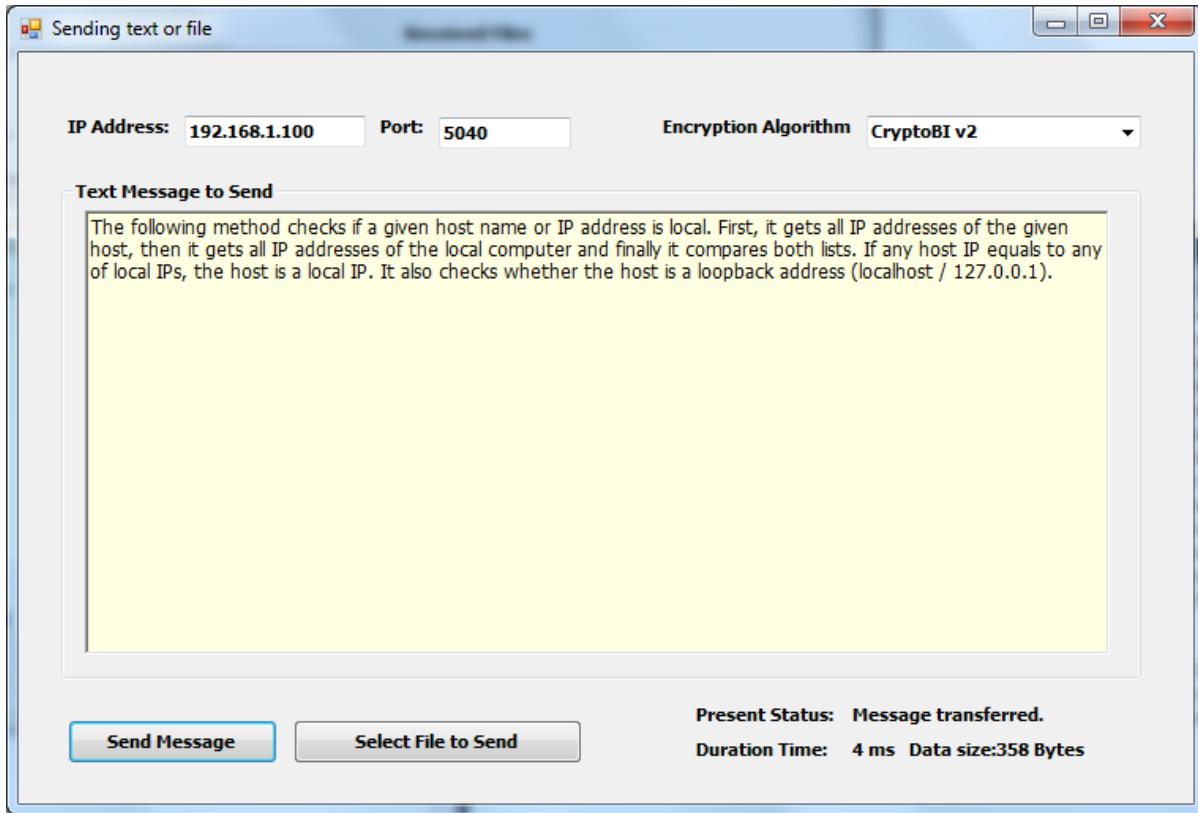 Sending text or file
Received Files
IP Address: 192.168.1.100 Port: 5040 Encryption Algorithm CryptoBI v2
Text Message to Send
The following method checks if a given host name or IP address is local. First, it gets all IP addresses of the given
host, then it gets all IP addresses of the local computer and finally it compares both lists. If any host IP equals to any
of local IPs, the host is a local IP. It also checks whether the host is a loopback address (localhost / 127.0.0.1).
Send Message Select File to Send
Present Status: Message transferred.
Duration Time: 4 ms Data size:358 Bytes